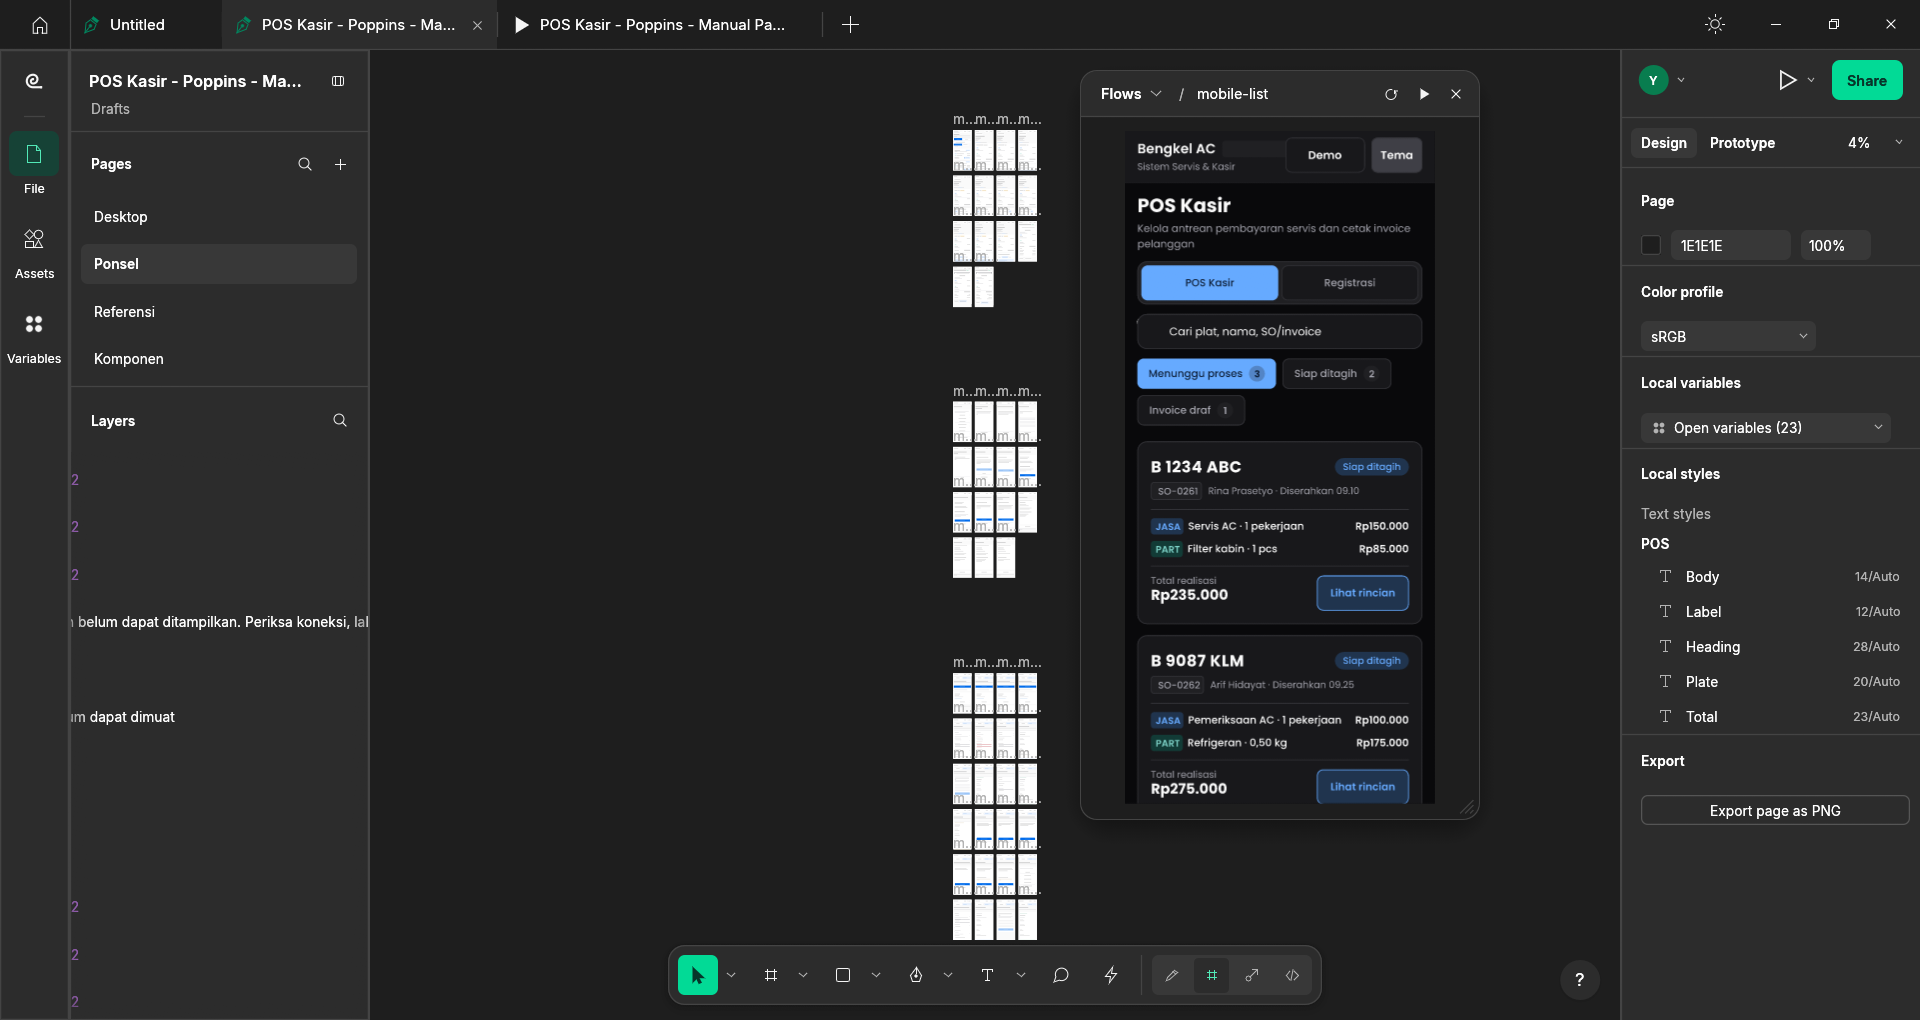 Untitled
POS Kasir - Poppins - Ma...
POS Kasir - Poppins - Manual Pa...
POS Kasir - Poppins - Ma...
Drafts
File
Assets
Variables
Pages
Desktop
Ponsel
Referensi
Komponen
Layers
2
2
2
belum dapat ditampilkan. Periksa koneksi, lal
dapat dimuat
2
2
2
m... m... m... m...
m... m... m... m...
m... m... m... m...
m... m...
m... m... m... m...
m... m... m... m...
m... m... m... m...
m... m... m...
m... m... m... m...
m... m... m... m...
m... m... m... m...
m... m... m... m...
m... m... m... m...
m... m... m... m...
Flows / mobile-list
Bengkel AC
Sistem Servis & Kasir
Demo
Tema
POS Kasir
Kelola antrean pembayaran servis dan cetak invoice
pelanggan
POS Kasir
Registrasi
Cari plat, nama, SO/invoice
Menunggu proses 3
Siap ditagih 2
Invoice draf 1
B 1234 ABC
Siap ditagih
SO-0261 Rina Prasetyo · Diserahkan 09.10
JASA Servis AC · 1 pekerjaan Rp150.000
PART Filter kabin · 1 pcs Rp85.000
Total realisasi
Rp235.000
Lihat rincian
B 9087 KLM
Siap ditagih
SO-0262 Arif Hidayat · Diserahkan 09.25
JASA Pemeriksaan AC · 1 pekerjaan Rp100.000
PART Refrigeran · 0,50 kg Rp175.000
Total realisasi
Rp275.000
Lihat rincian
Y
Share
Design
Prototype
4%
Page
1E1E1E
100%
Color profile
sRGB
Local variables
Open variables (23)
Local styles
Text styles
POS
Body 14/Auto
Label 12/Auto
Heading 28/Auto
Plate 20/Auto
Total 23/Auto
Export
Export page as PNG
?